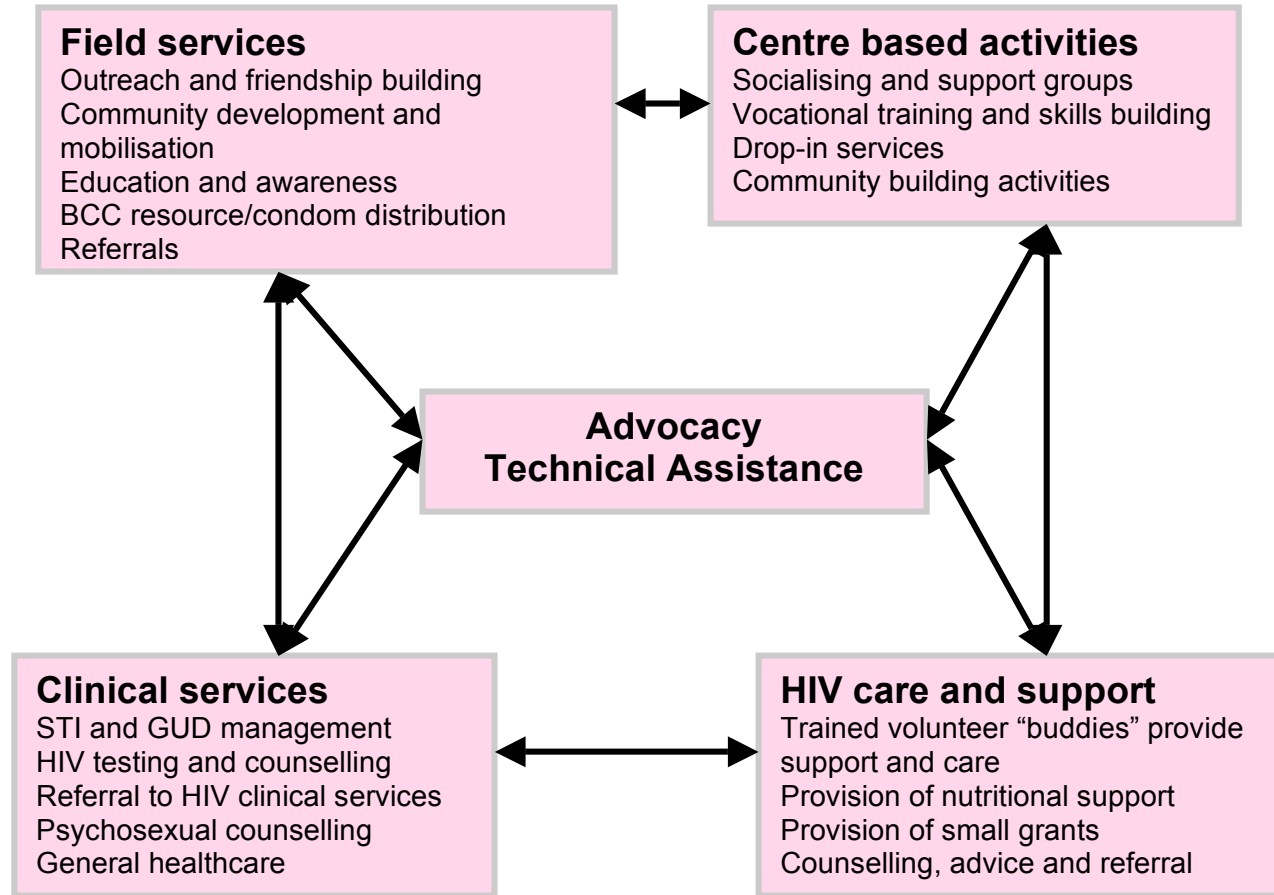 Field services
Outreach and friendship building
Community development and
mobilisation
Education and awareness
BCC resource/condom distribution
Referrals
Centre based activities
Socialising and support groups
Vocational training and skills building
Drop-in services
Community building activities
Advocacy
Technical Assistance
Clinical services
STI and GUD management
HIV testing and counselling
Referral to HIV clinical services
Psychosexual counselling
General healthcare
HIV care and support
Trained volunteer “buddies” provide
support and care
Provision of nutritional support
Provision of small grants
Counselling, advice and referral